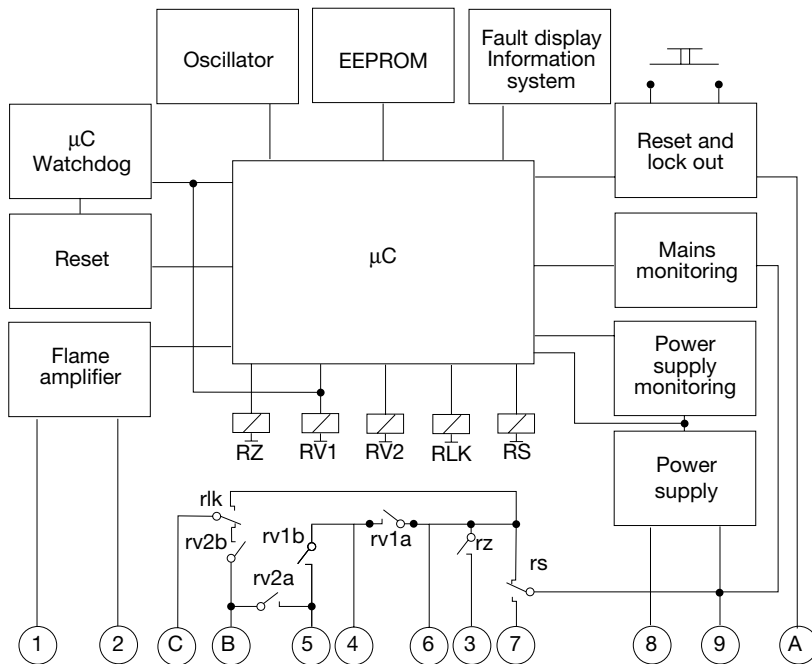 Oscillator
EEPROM
Fault display
Information
system
μC
Watchdog
Reset and
lock out
Reset
μC
Mains
monitoring
Flame
amplifier
Power
supply
monitoring
RZ
RV1
RV2
RLK
RS
Power
supply
rlk
rv2b
rv1b
rv1a
rz
rs
rv2a
1
2
C
B
5
4
6
3
7
8
9
A